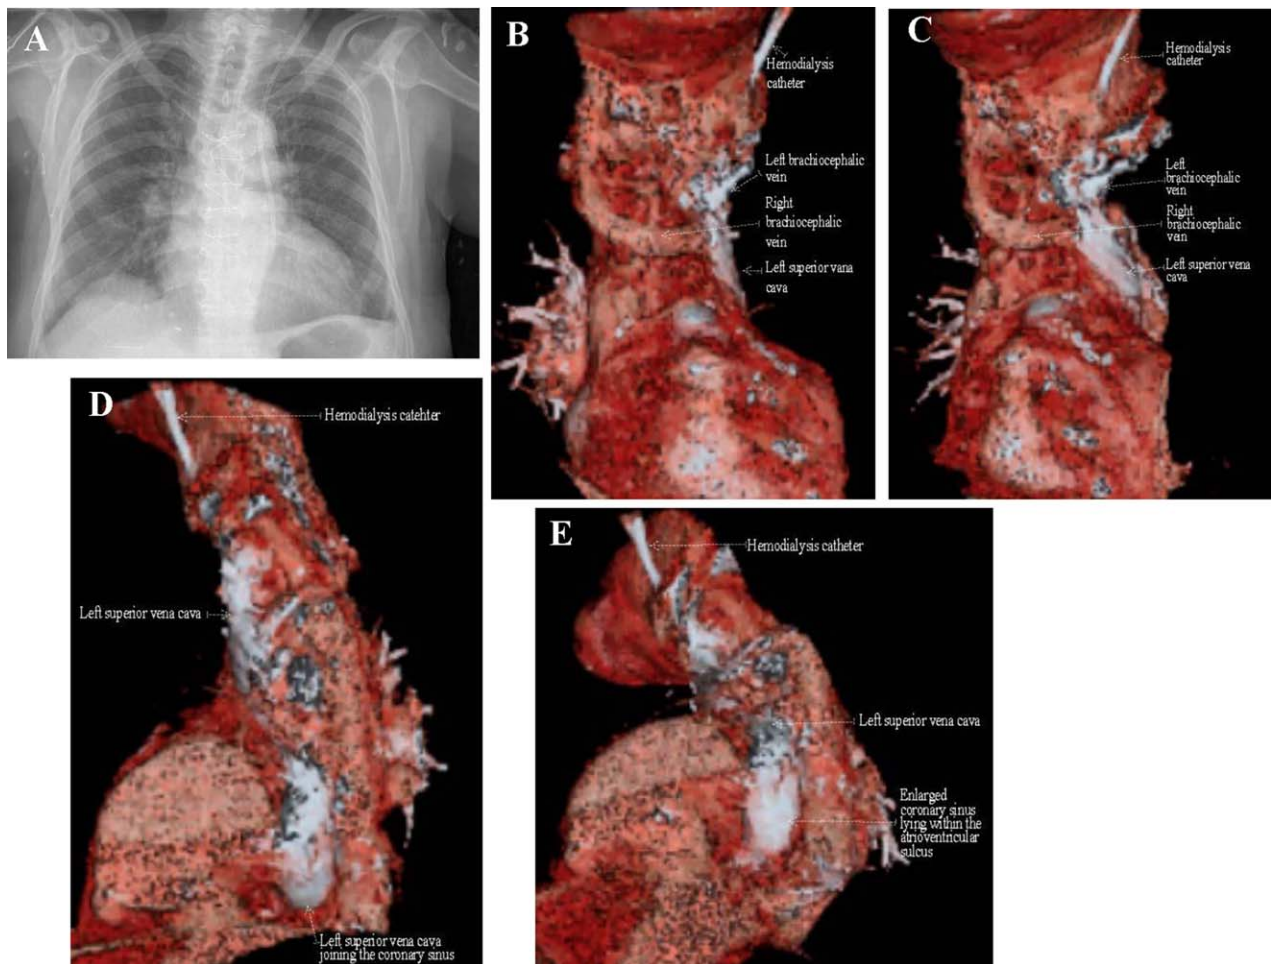 A
B
Hemodialysis
catheter
Left brachiocephalic
vein
Right
brachiocephalic
vein
Left superior vana
cava
C
Hemodialysis
catheter
Left
brachiocephalic
vein
Right
brachiocephalic
vein
Left superior vena
cava
D
Hemodialysis catehter
Left superior vena cava
Left superior vena cava
joining the coronary sinus
E
Hemodialysis catheter
Left superior vena cava
Enlarged
coronary sinus
lying within the
atrioventricular
sulcus